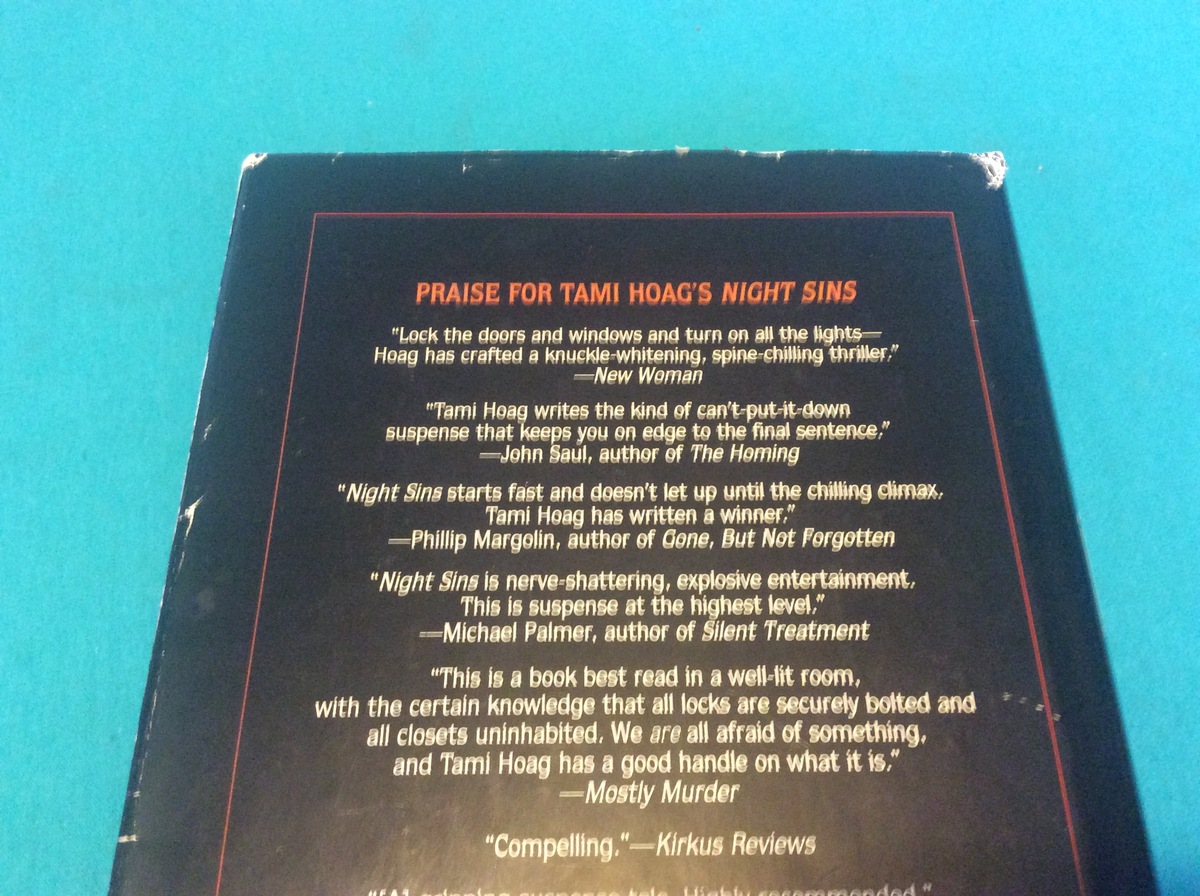 PRAISE FOR TAMI HOAG'S NIGHT SINS
"Lock the doors and windows and turn on all the lights—
Hoag has crafted a knuckle-whitening, spine-chilling thriller."
—New Woman
"Tami Hoag writes the kind of can't-put-it-down
suspense that keeps you on edge to the final sentence."
—John Saul, author of The Homing
"Night Sins starts fast and doesn't let up until the chilling climax.
Tami Hoag has written a winner."
—Phillip Margolin, author of Gone, But Not Forgotten
"Night Sins is nerve-shattering, explosive entertainment.
This is suspense at the highest level."
—Michael Palmer, author of Silent Treatment
"This is a book best read in a well-lit room,
with the certain knowledge that all locks are securely bolted and
all closets uninhabited. We are all afraid of something,
and Tami Hoag has a good handle on what it is."
—Mostly Murder
"Compelling."—Kirkus Reviews
"[A] gripping suspense tale. Highly recommended."